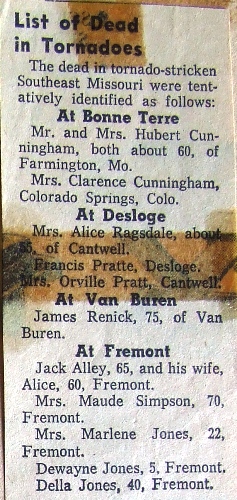 List of Dead
in Tornadoes
The dead in tornado-stricken
Southeast Missouri were tent-
atively identified as follows:
At Bonne Terre
Mr. and Mrs. Hubert Cun-
ningham, both about 60, of
Farmington, Mo.
Mrs. Clarence Cunningham,
Colorado Springs, Colo.
At Desloge
Mrs. Alice Ragsdale, about
of Cantwell.
Francis Pratte, Desloge.
Mrs. Orville Pratt, Cantwell.
At Van Buren
James Renick, 75, of Van
Buren.
At Fremont
Jack Alley, 65, and his wife,
Alice, 60, Fremont.
Mrs. Maude Simpson, 70,
Fremont.
Mrs. Marlene Jones, 22,
Fremont.
Dewayne Jones, 5, Fremont.
Della Jones, 40, Fremont.